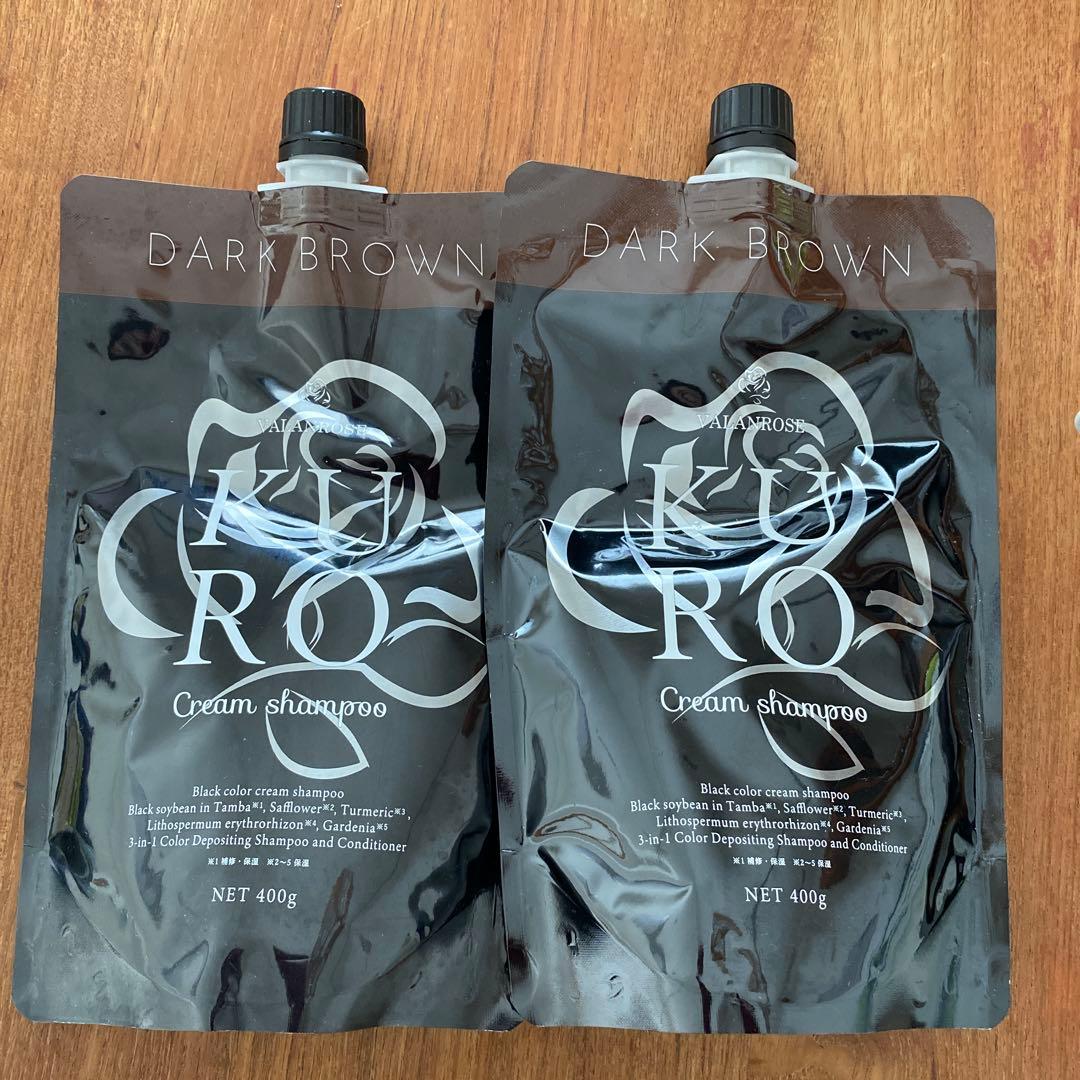 DARK BROWN
VALANROSE
KU
RO
Cream shampoo
Black color cream shampoo
Black soybean in Tamba※1, Safflower※2, Turmeric※3,
Lithospermum erythrorhizon※4, Gardenia※5
3-in-1 Color Depositing Shampoo and Conditioner
※1 補修・保湿 ※2～5 保湿
NET 400g
DARK BROWN
VALANROSE
KU
RO
Cream shampoo
Black color cream shampoo
Black soybean in Tamba※1, Safflower※2, Turmeric※3,
Lithospermum erythrorhizon※4, Gardenia※5
3-in-1 Color Depositing Shampoo and Conditioner
※1 補修・保湿 ※2～5 保湿
NET 400g